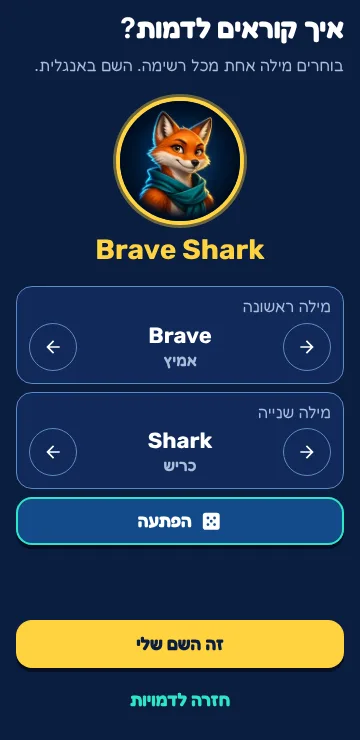 איך קוראים לדמות?
בוחרים מילה אחת מכל רשימה. השם באנגלית.
Brave Shark
מילה ראשונה
Brave
אמיץ
מילה שנייה
Shark
כריש
הפתעה
זה השם שלי
חזרה לדמויות